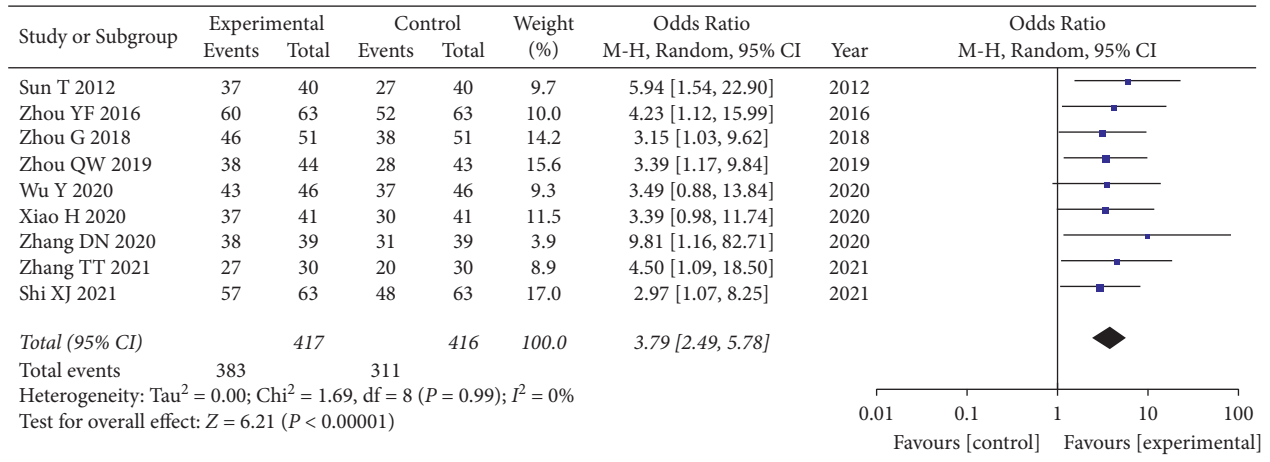 Study or Subgroup Experimental Control Weight (%) Odds Ratio M-H, Random, 95% CI Year Odds Ratio M-H, Random, 95% CI
Events Total Events Total
Sun T 2012 37 40 27 40 9.7 5.94 [1.54, 22.90] 2012
Zhou YF 2016 60 63 52 63 10.0 4.23 [1.12, 15.99] 2016
Zhou G 2018 46 51 38 51 14.2 3.15 [1.03, 9.62] 2018
Zhou QW 2019 38 44 28 43 15.6 3.39 [1.17, 9.84] 2019
Wu Y 2020 43 46 37 46 9.3 3.49 [0.88, 13.84] 2020
Xiao H 2020 37 41 30 41 11.5 3.39 [0.98, 11.74] 2020
Zhang DN 2020 38 39 31 39 3.9 9.81 [1.16, 82.71] 2020
Zhang TT 2021 27 30 20 30 8.9 4.50 [1.09, 18.50] 2021
Shi XJ 2021 57 63 48 63 17.0 2.97 [1.07, 8.25] 2021
Total (95% CI) 417 416 100.0 3.79 [2.49, 5.78]
Total events 383 311
Heterogeneity: Tau² = 0.00; Chi² = 1.69, df = 8 (P = 0.99); I² = 0%
Test for overall effect: Z = 6.21 (P < 0.00001)
0.01 0.1 1 10 100
Favours [control] Favours [experimental]